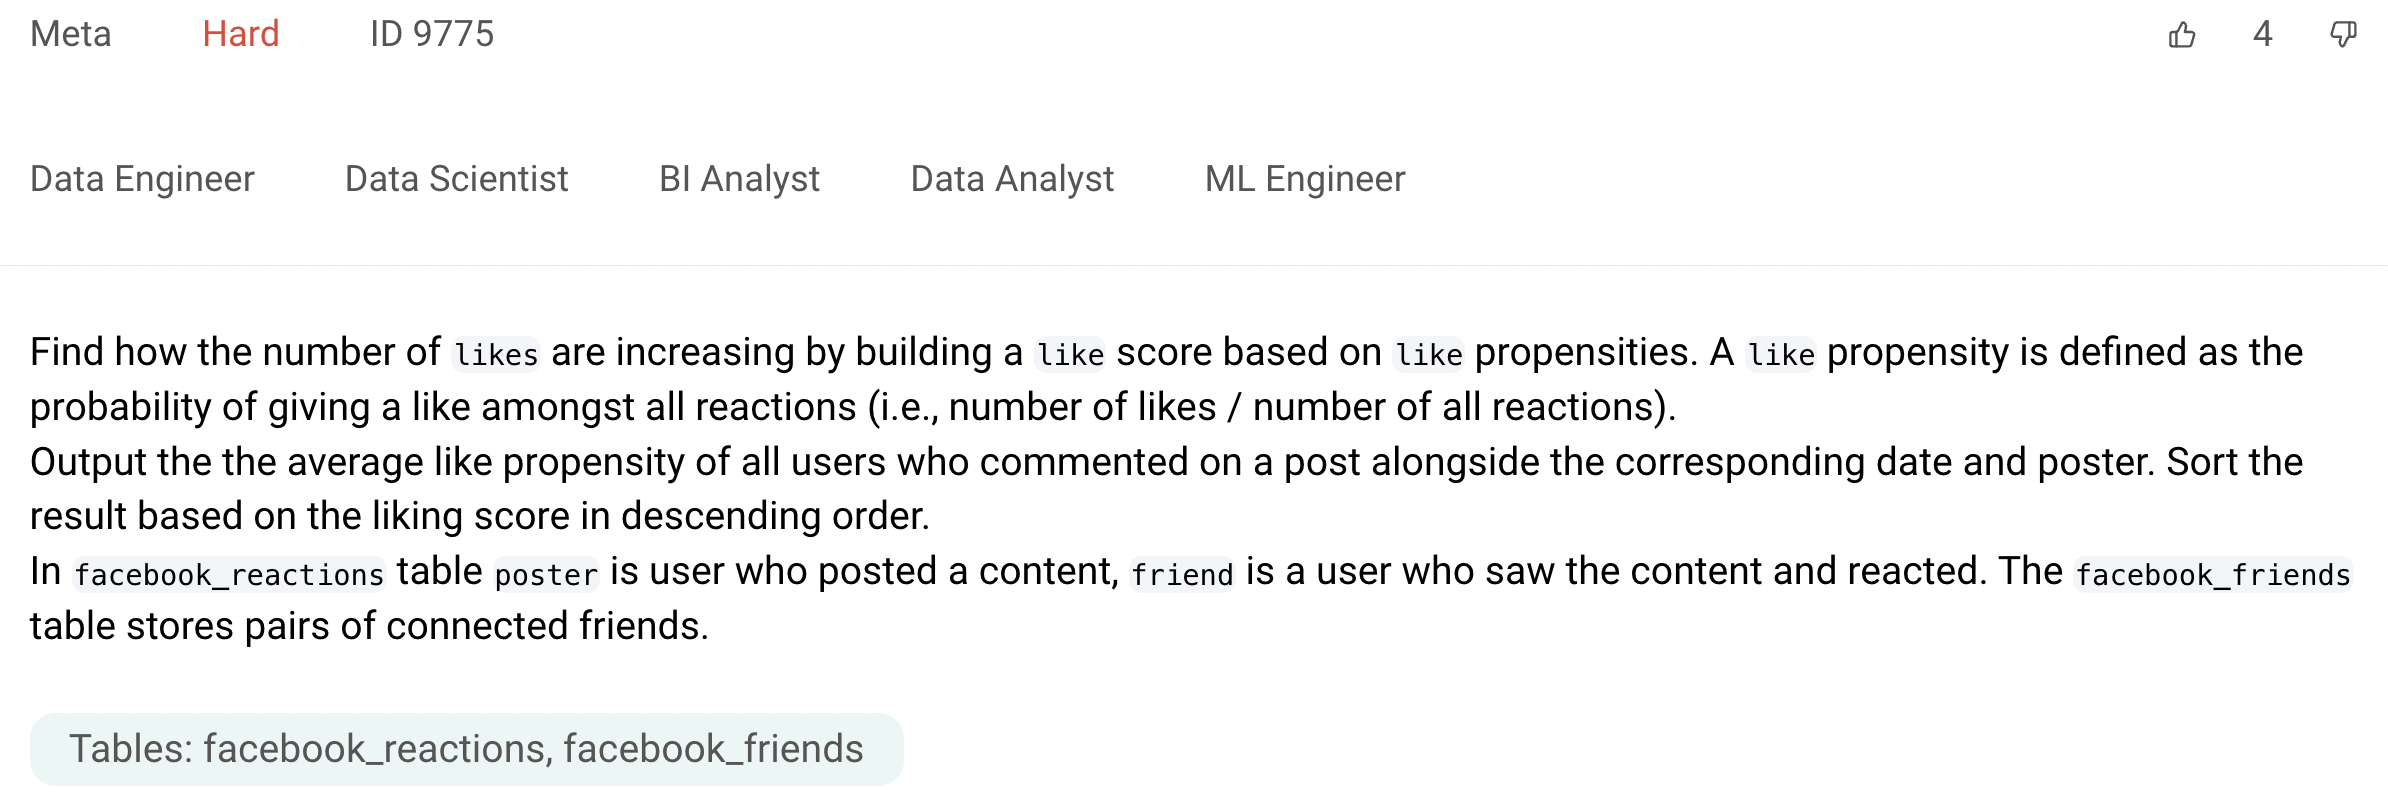 Meta Hard ID 9775 4
Data Engineer Data Scientist BI Analyst Data Analyst ML Engineer
Find how the number of likes are increasing by building a like score based on like propensities. A like propensity is defined as the
probability of giving a like amongst all reactions (i.e., number of likes / number of all reactions).
Output the the average like propensity of all users who commented on a post alongside the corresponding date and poster. Sort the
result based on the liking score in descending order.
In facebook_reactions table poster is user who posted a content, friend is a user who saw the content and reacted. The facebook_friends
table stores pairs of connected friends.
Tables: facebook_reactions, facebook_friends